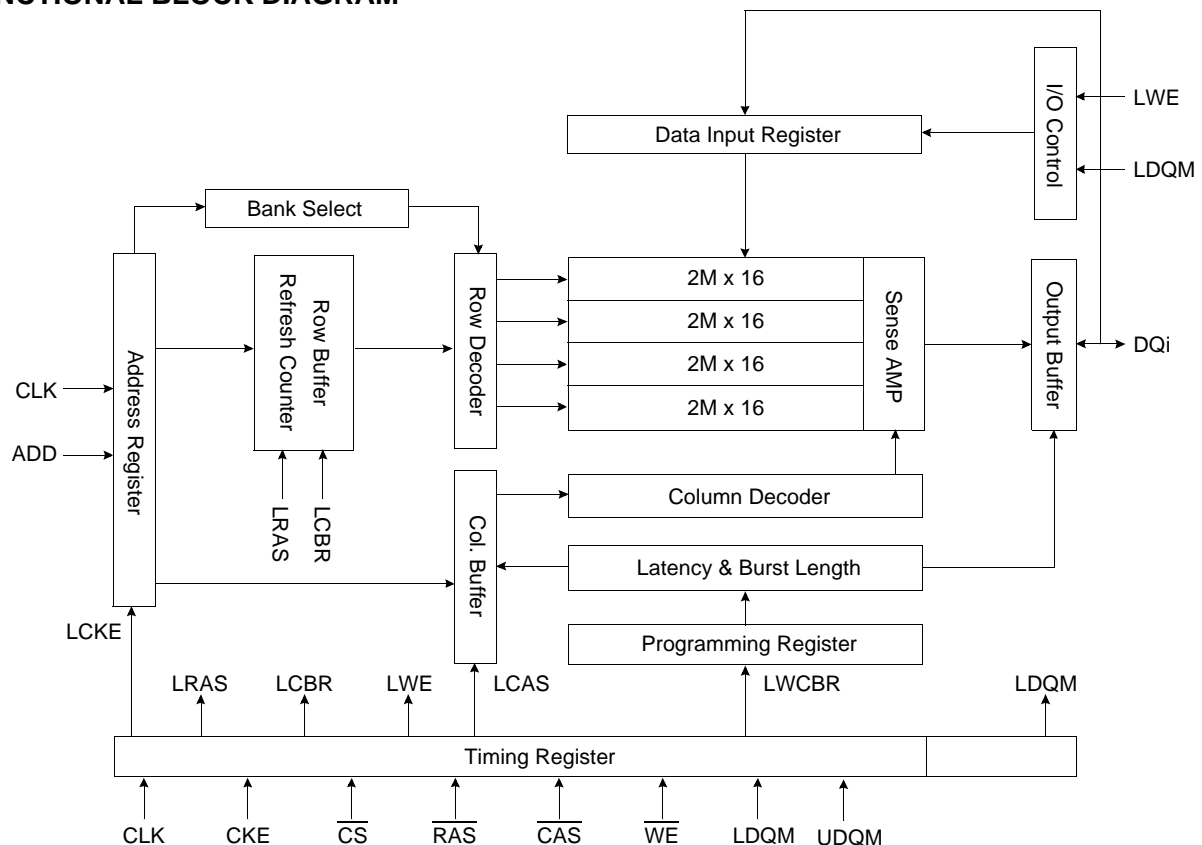 NCTIONAL BLOCK DIAGRAM
I/O Control
LWE
LDQM
Data Input Register
Bank Select
Address Register
CLK
ADD
Refresh Counter
Row Buffer
LRAS
LCBR
Row Decoder
2M x 16
2M x 16
2M x 16
2M x 16
Sense AMP
Output Buffer
DQi
Col. Buffer
Column Decoder
Latency & Burst Length
Programming Register
LCKE
LRAS
LCBR
LWE
LCAS
LWCBR
LDQM
Timing Register
CLK
CKE
CS
RAS
CAS
WE
LDQM
UDQM